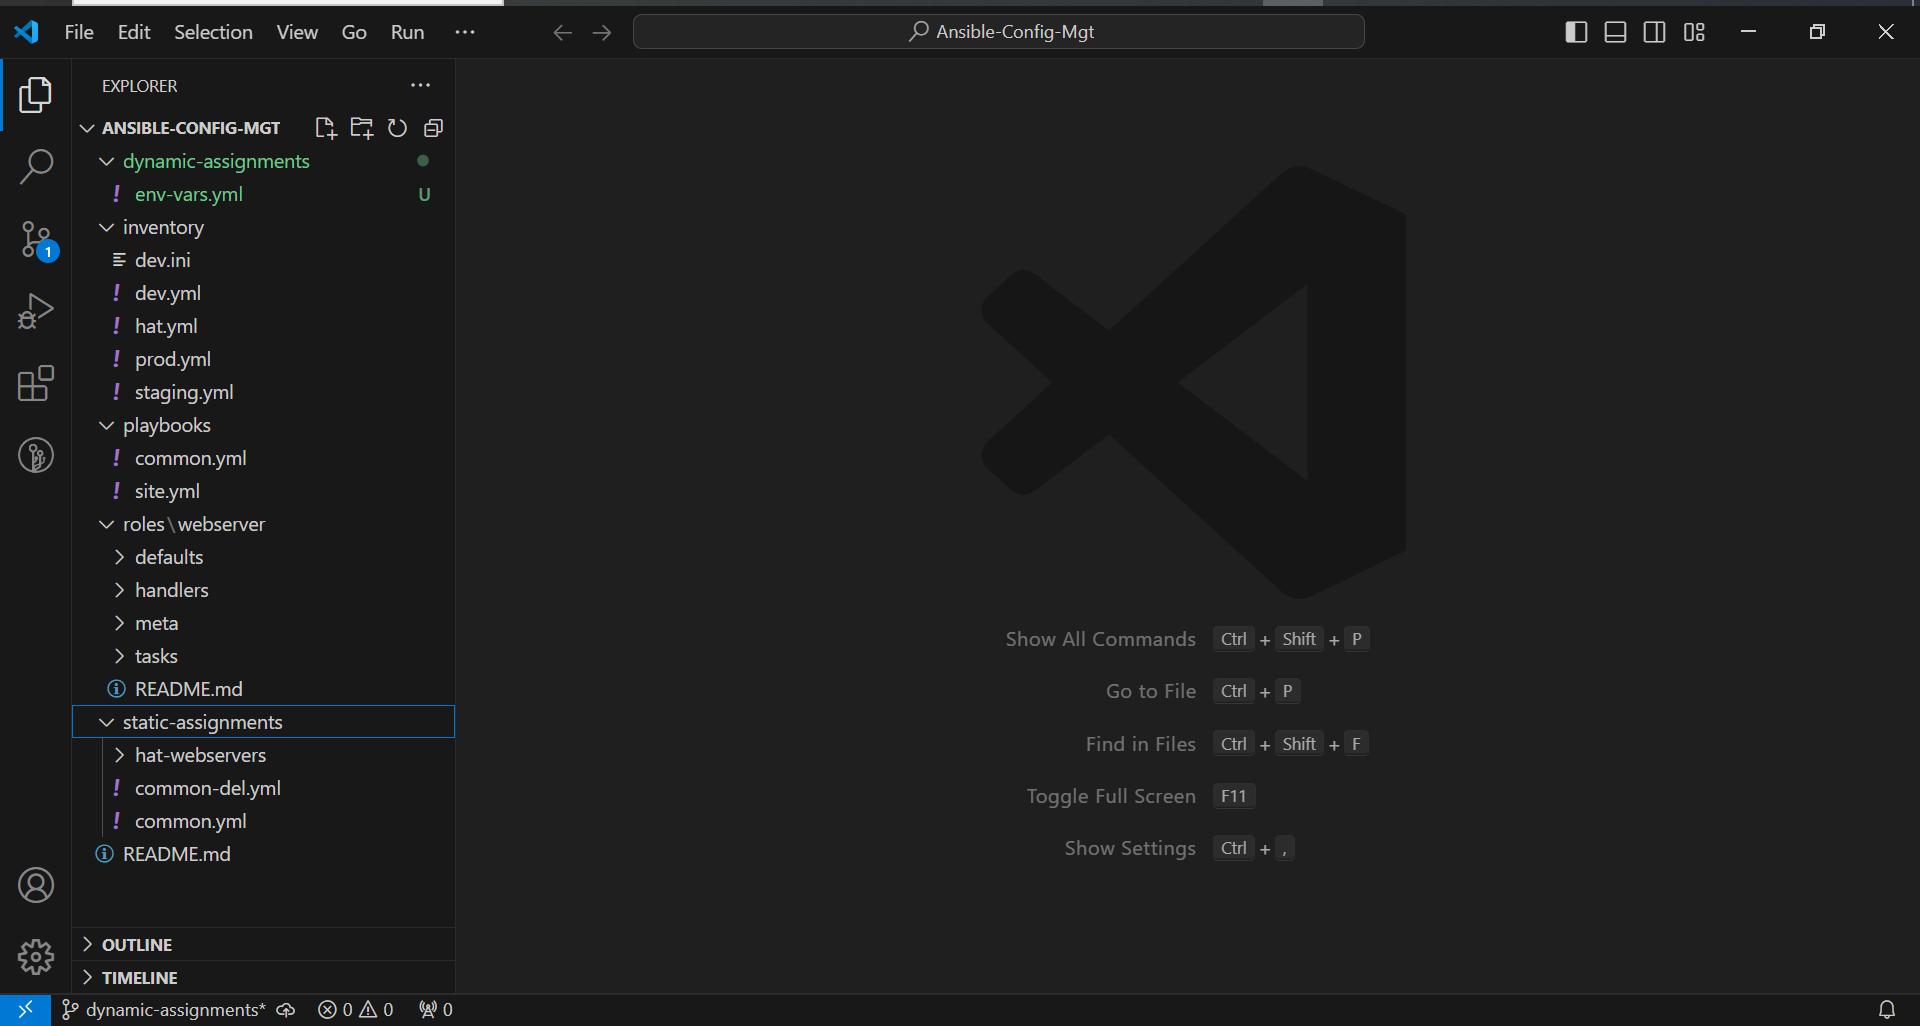 File Edit Selection View Go Run ··· Ansible-Config-Mgt
EXPLORER ···
ANSIBLE-CONFIG-MGT
dynamic-assignments
! env-vars.yml U
inventory
dev.ini
! dev.yml
! hat.yml
! prod.yml
! staging.yml
playbooks
! common.yml
! site.yml
roles\webserver
defaults
handlers
meta
tasks
README.md
static-assignments
hat-webservers
! common-del.yml
! common.yml
README.md
OUTLINE
TIMELINE
1
Show All Commands Ctrl + Shift + P
Go to File Ctrl + P
Find in Files Ctrl + Shift + F
Toggle Full Screen F11
Show Settings Ctrl + ,
dynamic-assignments* 0 0 0